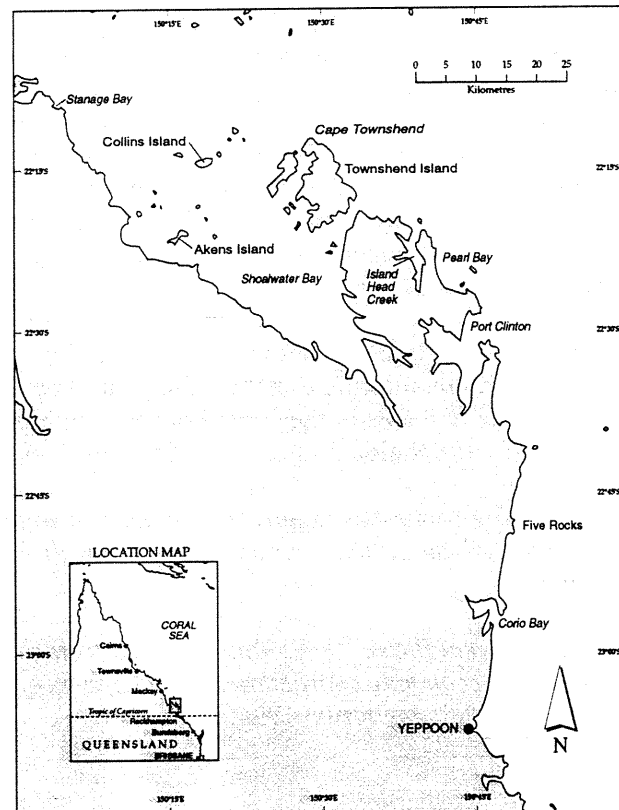 150°15'E
150°30'E
150°45'E
0 5 10 15 20 25
Kilometres
Stanage Bay
Cape Townshend
Collins Island
22°15'S
Townshend Island
22°15'S
Akens Island
Shoalwater Bay
Island
Head
Creek
Pearl Bay
Port Clinton
22°30'S
22°30'S
22°45'S
22°45'S
Five Rocks
LOCATION MAP
CORAL
SEA
Cairns
Townsville
Mackay
Tropic of Capricorn
Rockhampton
Bundaberg
QUEENSLAND
BRISBANE
Corio Bay
23°00'S
23°00'S
YEPPOON
N
150°15'E
150°30'E
150°45'E